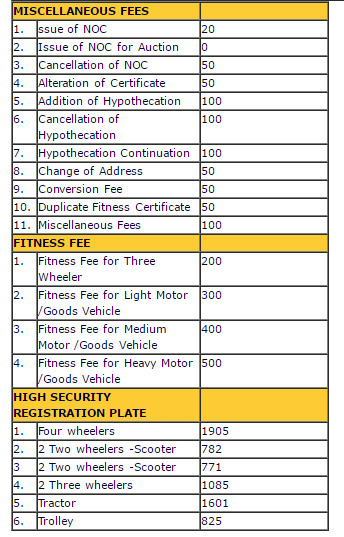 MISCELLANEOUS FEES
1. ssue of NOC 20
2. Issue of NOC for Auction 0
3. Cancellation of NOC 50
4. Alteration of Certificate 50
5. Addition of Hypothecation 100
6. Cancellation of 100
Hypothecation
7. Hypothecation Continuation 100
8. Change of Address 50
9. Conversion Fee 50
10. Duplicate Fitness Certificate 50
11. Miscellaneous Fees 100
FITNESS FEE
1. Fitness Fee for Three 200
Wheeler
2. Fitness Fee for Light Motor 300
/Goods Vehicle
3. Fitness Fee for Medium 400
Motor /Goods Vehicle
4. Fitness Fee for Heavy Motor 500
/Goods Vehicle
HIGH SECURITY
REGISTRATION PLATE
1. Four wheelers 1905
2. 2 Two wheelers -Scooter 782
3 2 Two wheelers -Scooter 771
4. 2 Three wheelers 1085
5. Tractor 1601
6. Trolley 825